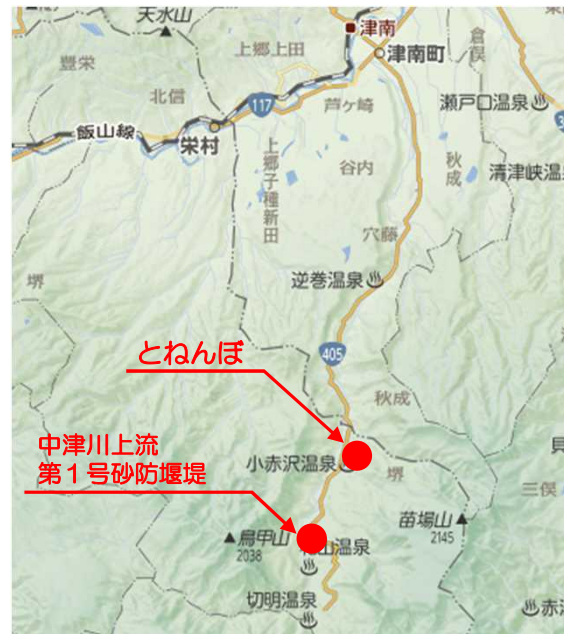 天水山
津南
上郷上田
倉俣
津南町
豊栄
北信
117
芦ヶ崎
瀬戸口温泉
飯山線
栄村
上郷子種新田
谷内
秋成
清津峡温
穴藤
堺
逆巻温泉
とねんぼ
405
秋成
中津川上流
第1号砂防堰堤
小赤沢温泉
堺
三俣
苗場山
2145
鳥甲山
2038
山温泉
切明温泉
赤